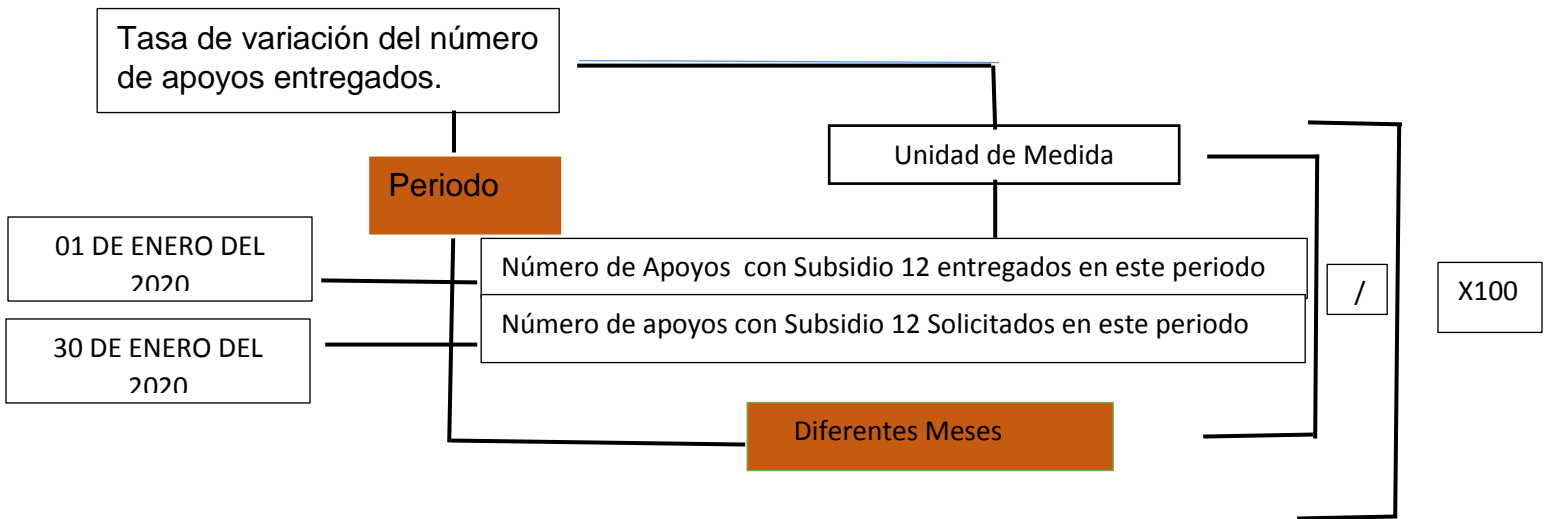 Tasa de variación del número
de apoyos entregados.
Unidad de Medida
Periodo
01 DE ENERO DEL
2020
Número de Apoyos con Subsidio 12 entregados en este periodo
/
X100
Número de apoyos con Subsidio 12 Solicitados en este periodo
30 DE ENERO DEL
2020
Diferentes Meses